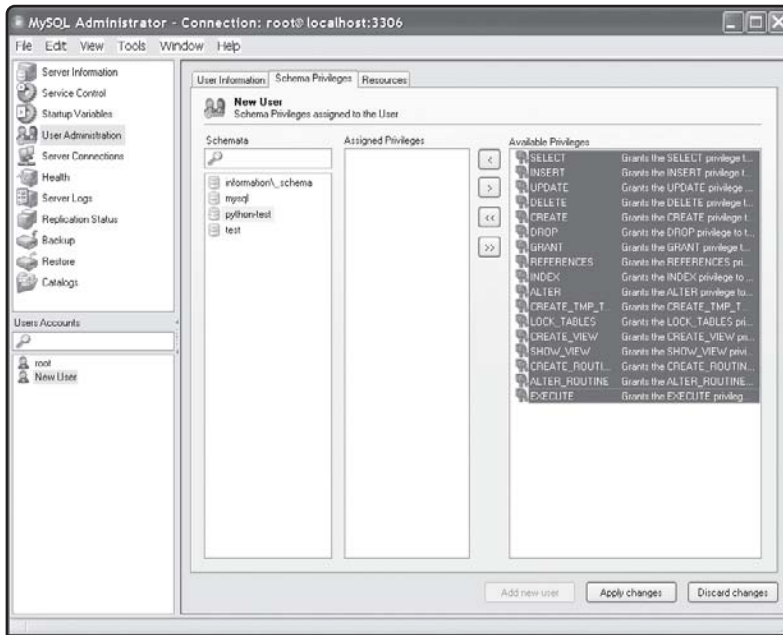 MySQL Administrator - Connection: root@localhost:3306
File Edit View Tools Window Help
Server Information
Service Control
Startup Variables
User Administration
Server Connections
Health
Server Logs
Replication Status
Backup
Restore
Catalogs
Users Accounts
root
New User
User Information Schema Privileges Resources
New User
Schema Privileges assigned to the User
Schemata
information\_schema
mysql
python-test
test
Assigned Privileges
<
>
<<
>>
Available Privileges
SELECT Grants the SELECT privilege t...
INSERT Grants the INSERT privilege t...
UPDATE Grants the UPDATE privilege ...
DELETE Grants the DELETE privilege t...
CREATE Grants the CREATE privilege t...
DROP Grants the DROP privilege to t...
GRANT Grants the GRANT privilege t...
REFERENCES Grants the REFERENCES pri...
INDEX Grants the INDEX privilege to ...
ALTER Grants the ALTER privilege to...
CREATE_TMP_T... Grants the CREATE_TMP_T...
LOCK_TABLES Grants the LOCK_TABLES pri...
CREATE_VIEW Grants the CREATE_VIEW pri...
SHOW_VIEW Grants the SHOW_VIEW privi...
CREATE_ROUTI... Grants the CREATE_ROUTIN...
ALTER_ROUTINE Grants the ALTER_ROUTINE...
EXECUTE Grants the EXECUTE privileg...
Add new user Apply changes Discard changes